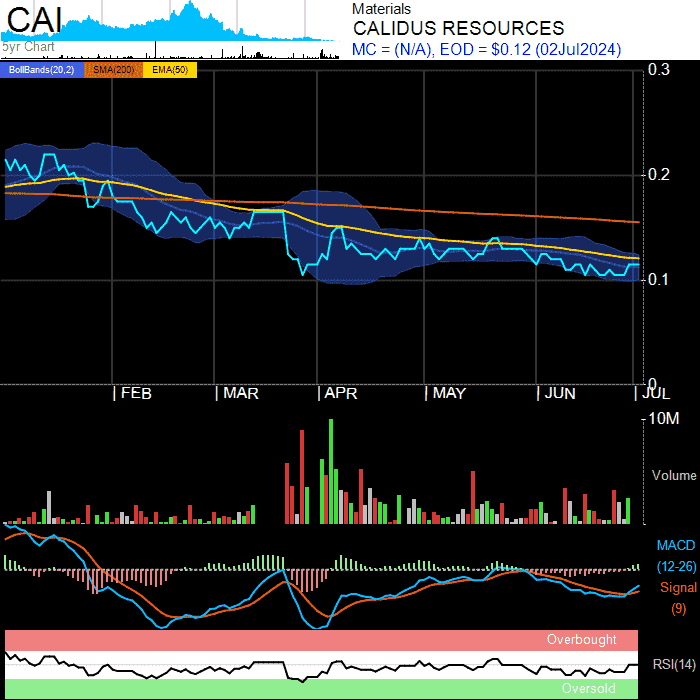 CAI
5yr Chart
Materials
CALIDUS RESOURCES
MC = (N/A), EOD = $0.12 (02Jul2024)
BollBands(20,2) SMA(200) EMA(50)
0.3
0.2
0.1
0
FEB MAR APR MAY JUN JUL
10M
Volume
MACD
(12-26)
Signal
(9)
Overbought
RSI(14)
Oversold